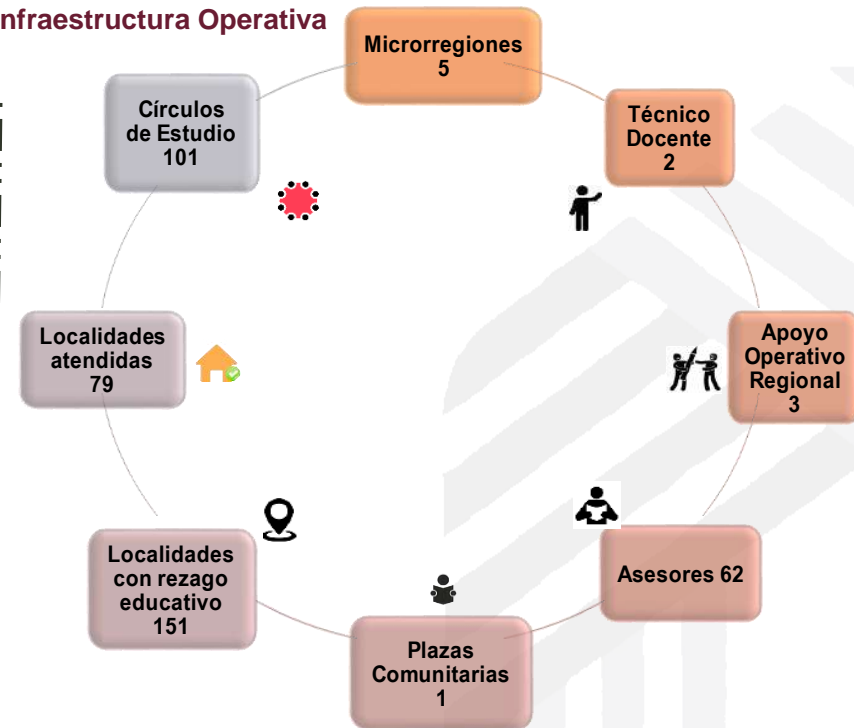 nfraestructura Operativa
Microrregiones
5
Técnico
Docente
2
Apoyo
Operativo
Regional
3
Asesores 62
Plazas
Comunitarias
1
Localidades
con rezago
educativo
151
Localidades
atendidas
79
Círculos
de Estudio
101